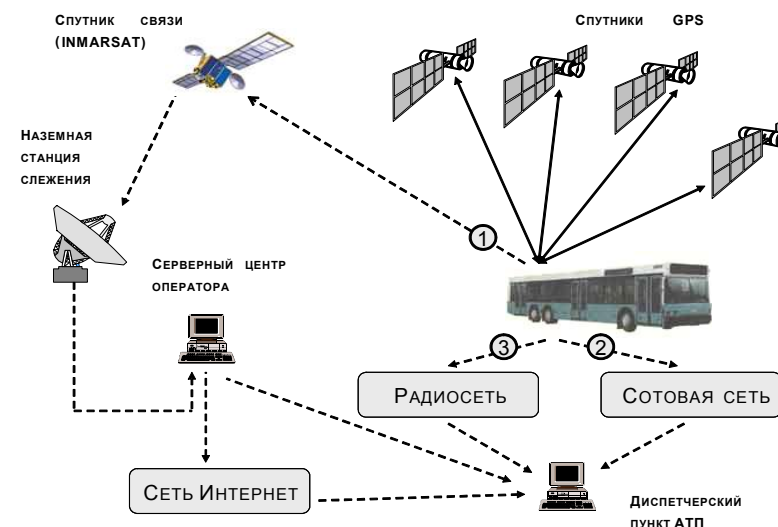 Спутник связи
(INMARSAT)
Спутники GPS
Наземная
станция
слежения
1
Серверный центр
оператора
3
2
Радиосеть
Сотовая сеть
Сеть Интернет
Диспетчерский
пункт АТП